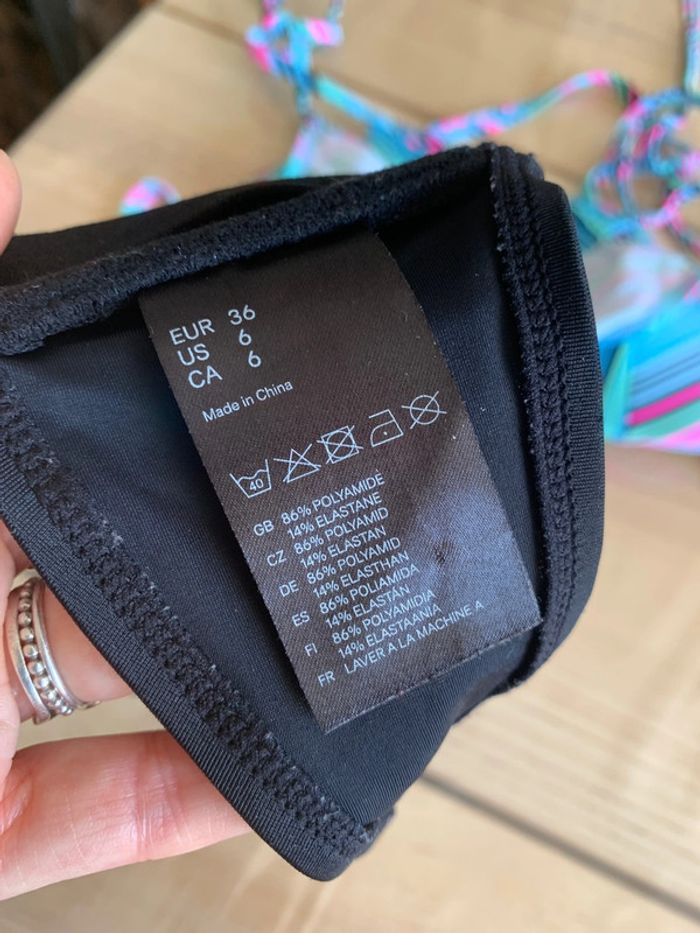 EUR 36
US 6
CA 6
Made in China
40
GB 86% POLYAMIDE
14% ELASTANE
CZ 86% POLYAMID
14% ELASTAN
DE 86% POLYAMID
14% ELASTHAN
ES 86% POLIAMIDA
14% ELASTÁN
FI 86% POLYAMIDIA
14% ELASTAANIA
FR LAVER A LA MACHINE A